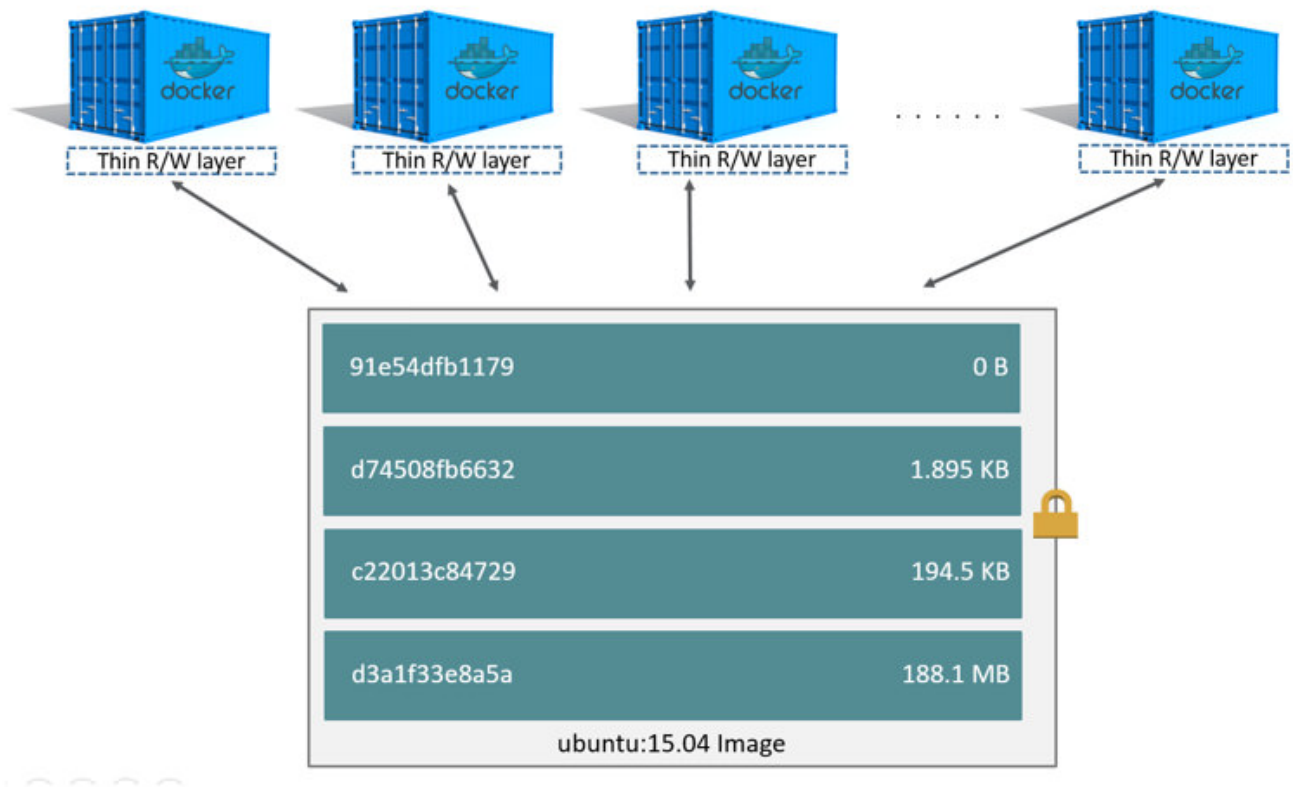 docker docker docker docker
. . . . . .
Thin R/W layer Thin R/W layer Thin R/W layer Thin R/W layer
91e54dfb1179 0 B
d74508fb6632 1.895 KB
c22013c84729 194.5 KB
d3a1f33e8a5a 188.1 MB
ubuntu:15.04 Image